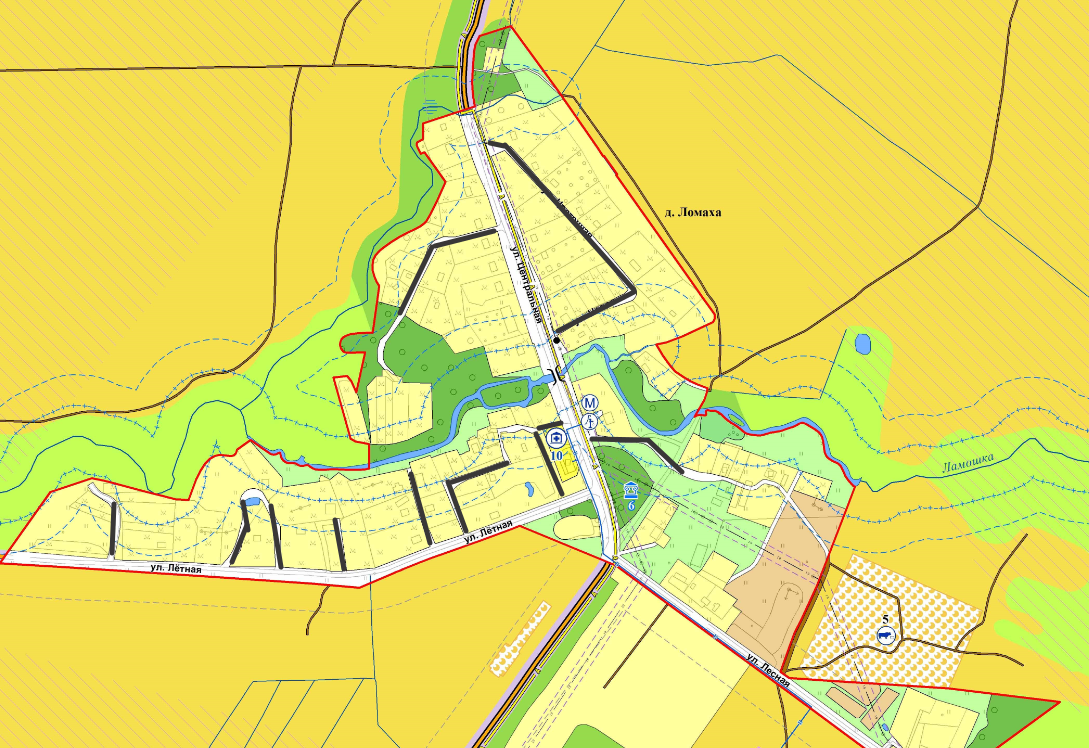 д. Ломаха
ул. Центральная
М
10
6
Ламошка
ул. Лётная
ул. Лётная
5
ул. Лесная